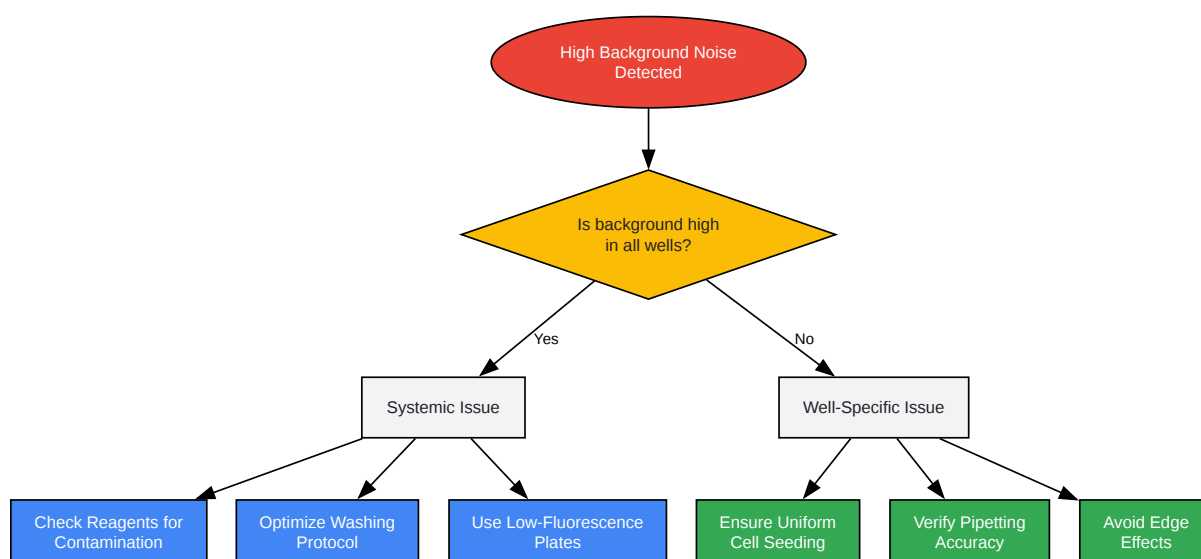 High Background Noise
Detected
Is background high
in all wells?
Yes
No
Systemic Issue
Well-Specific Issue
Check Reagents for
Contamination
Optimize Washing
Protocol
Use Low-Fluorescence
Plates
Ensure Uniform
Cell Seeding
Verify Pipetting
Accuracy
Avoid Edge
Effects